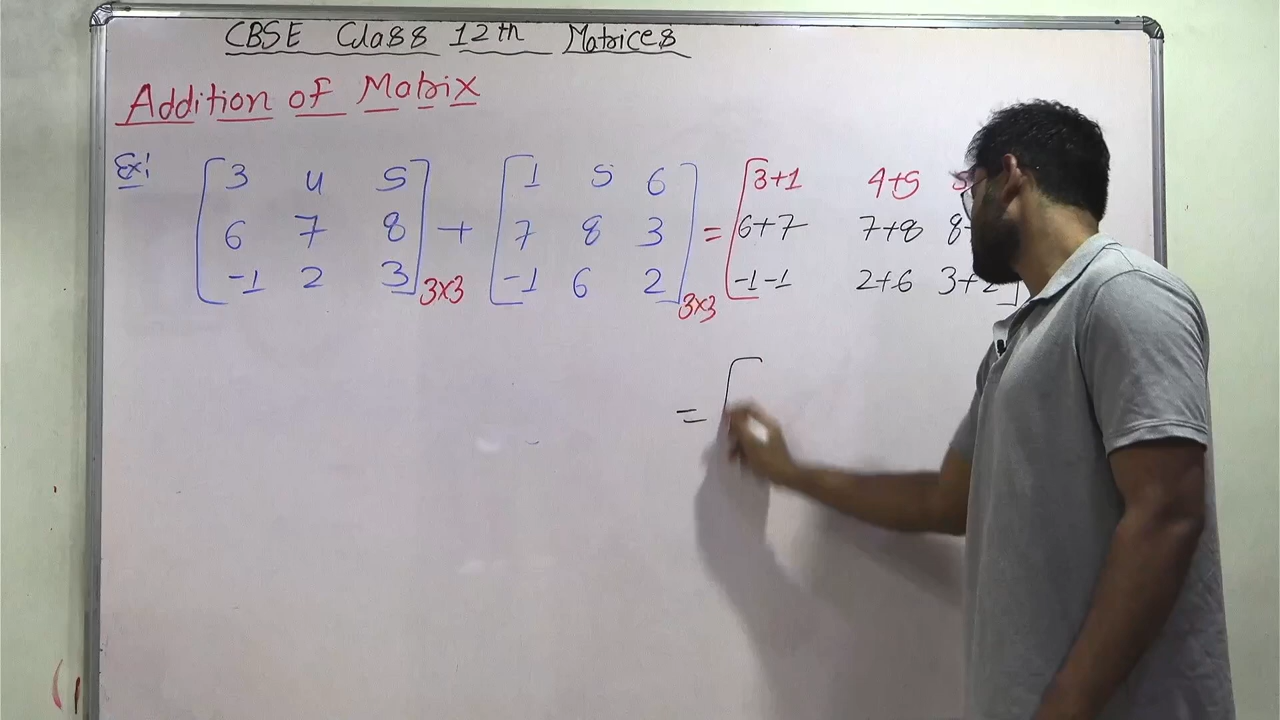 CBSE Class 12th Matrices
Addition of Matrix
Ex:
3 4 5
6 7 8
-1 2 3
3x3
+
1 5 6
7 8 3
-1 6 2
3x3
=
3+1 4+5
6+7 7+8 8
-1-1 2+6 3+2
=